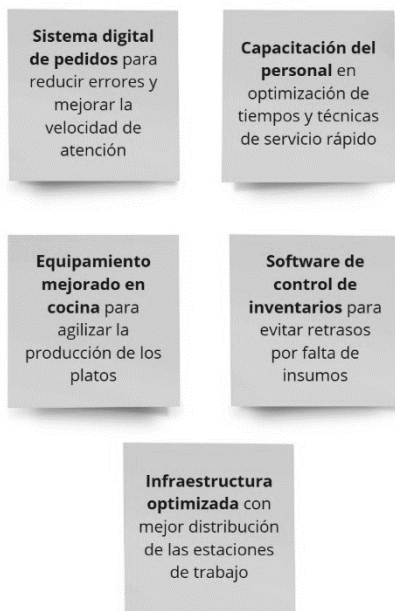 Sistema digital
de pedidos para
reducir errores y
mejorar la
velocidad de
atención
Capacitación del
personal en
optimización de
tiempos y técnicas
de servicio rápido
Equipamiento
mejorado en
cocina para
agilizar la
producción de los
platos
Software de
control de
inventarios para
evitar retrasos
por falta de
insumos
Infraestructura
optimizada con
mejor distribución
de las estaciones
de trabajo